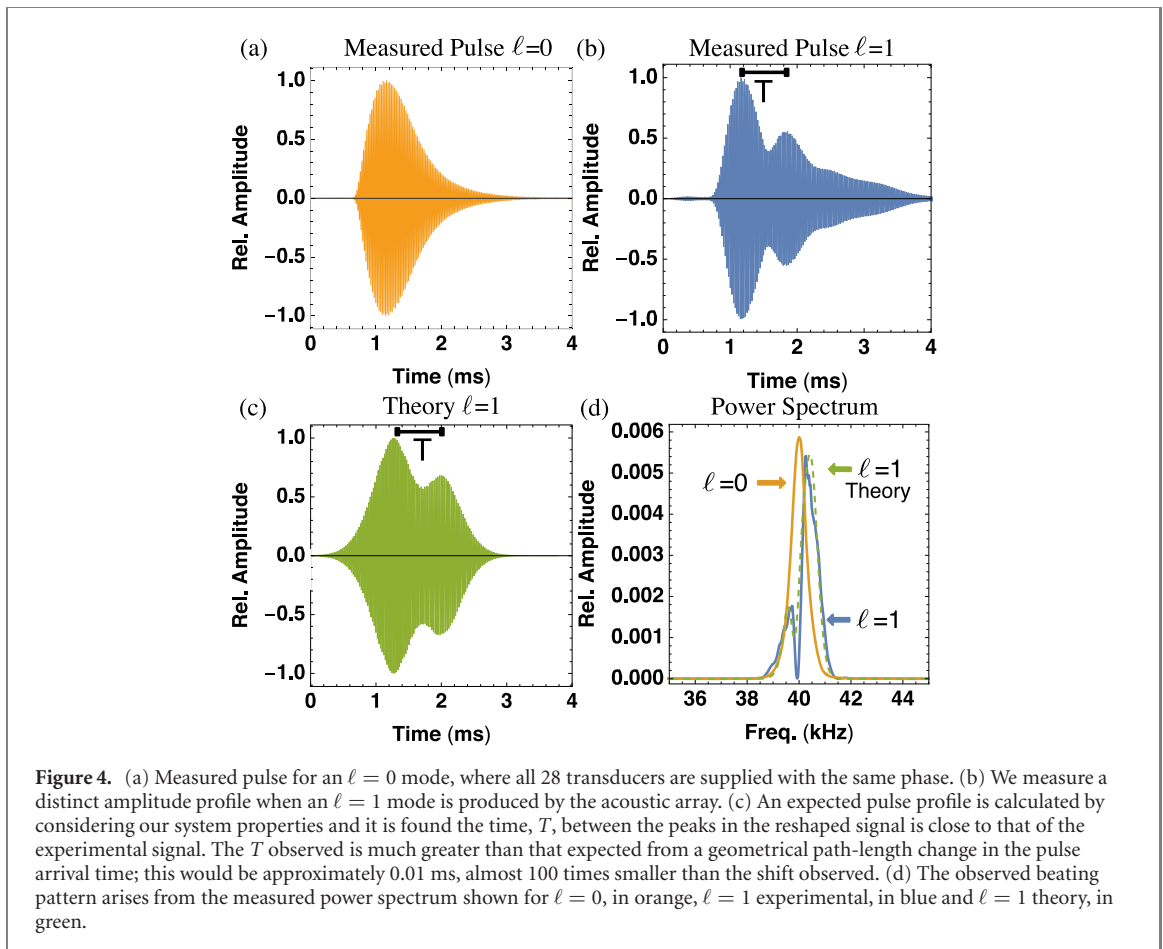 (a) Measured Pulse ℓ=0
1.0
0.5
0.0
−0.5
−1.0
Rel. Amplitude
0 1 2 3 4
Time (ms)
(b) Measured Pulse ℓ=1
T
1.0
0.5
0.0
−0.5
−1.0
Rel. Amplitude
0 1 2 3 4
Time (ms)
(c) Theory ℓ=1
T
1.0
0.5
0.0
−0.5
−1.0
Rel. Amplitude
0 1 2 3 4
Time (ms)
(d) Power Spectrum
0.006
0.005
0.004
0.003
0.002
0.001
0.000
Rel. Amplitude
ℓ=0
ℓ=1
Theory
ℓ=1
36 38 40 42 44
Freq. (kHz)
Figure 4. (a) Measured pulse for an ℓ = 0 mode, where all 28 transducers are supplied with the same phase. (b) We measure a
distinct amplitude profile when an ℓ = 1 mode is produced by the acoustic array. (c) An expected pulse profile is calculated by
considering our system properties and it is found the time, T, between the peaks in the reshaped signal is close to that of the
experimental signal. The T observed is much greater than that expected from a geometrical path-length change in the pulse
arrival time; this would be approximately 0.01 ms, almost 100 times smaller than the shift observed. (d) The observed beating
pattern arises from the measured power spectrum shown for ℓ = 0, in orange, ℓ = 1 experimental, in blue and ℓ = 1 theory, in
green.